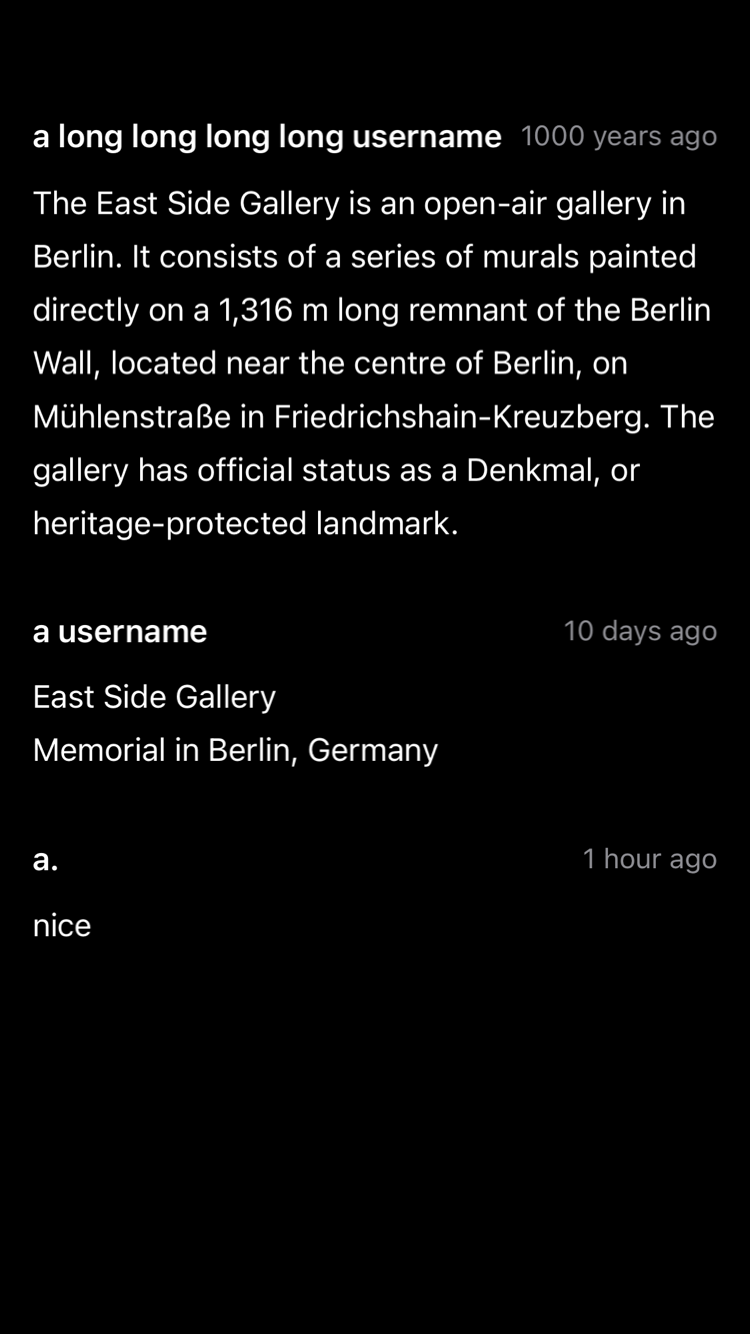 a long long long long username 1000 years ago
The East Side Gallery is an open-air gallery in
Berlin. It consists of a series of murals painted
directly on a 1,316 m long remnant of the Berlin
Wall, located near the centre of Berlin, on
Mühlenstraße in Friedrichshain-Kreuzberg. The
gallery has official status as a Denkmal, or
heritage-protected landmark.
a username 10 days ago
East Side Gallery
Memorial in Berlin, Germany
a. 1 hour ago
nice